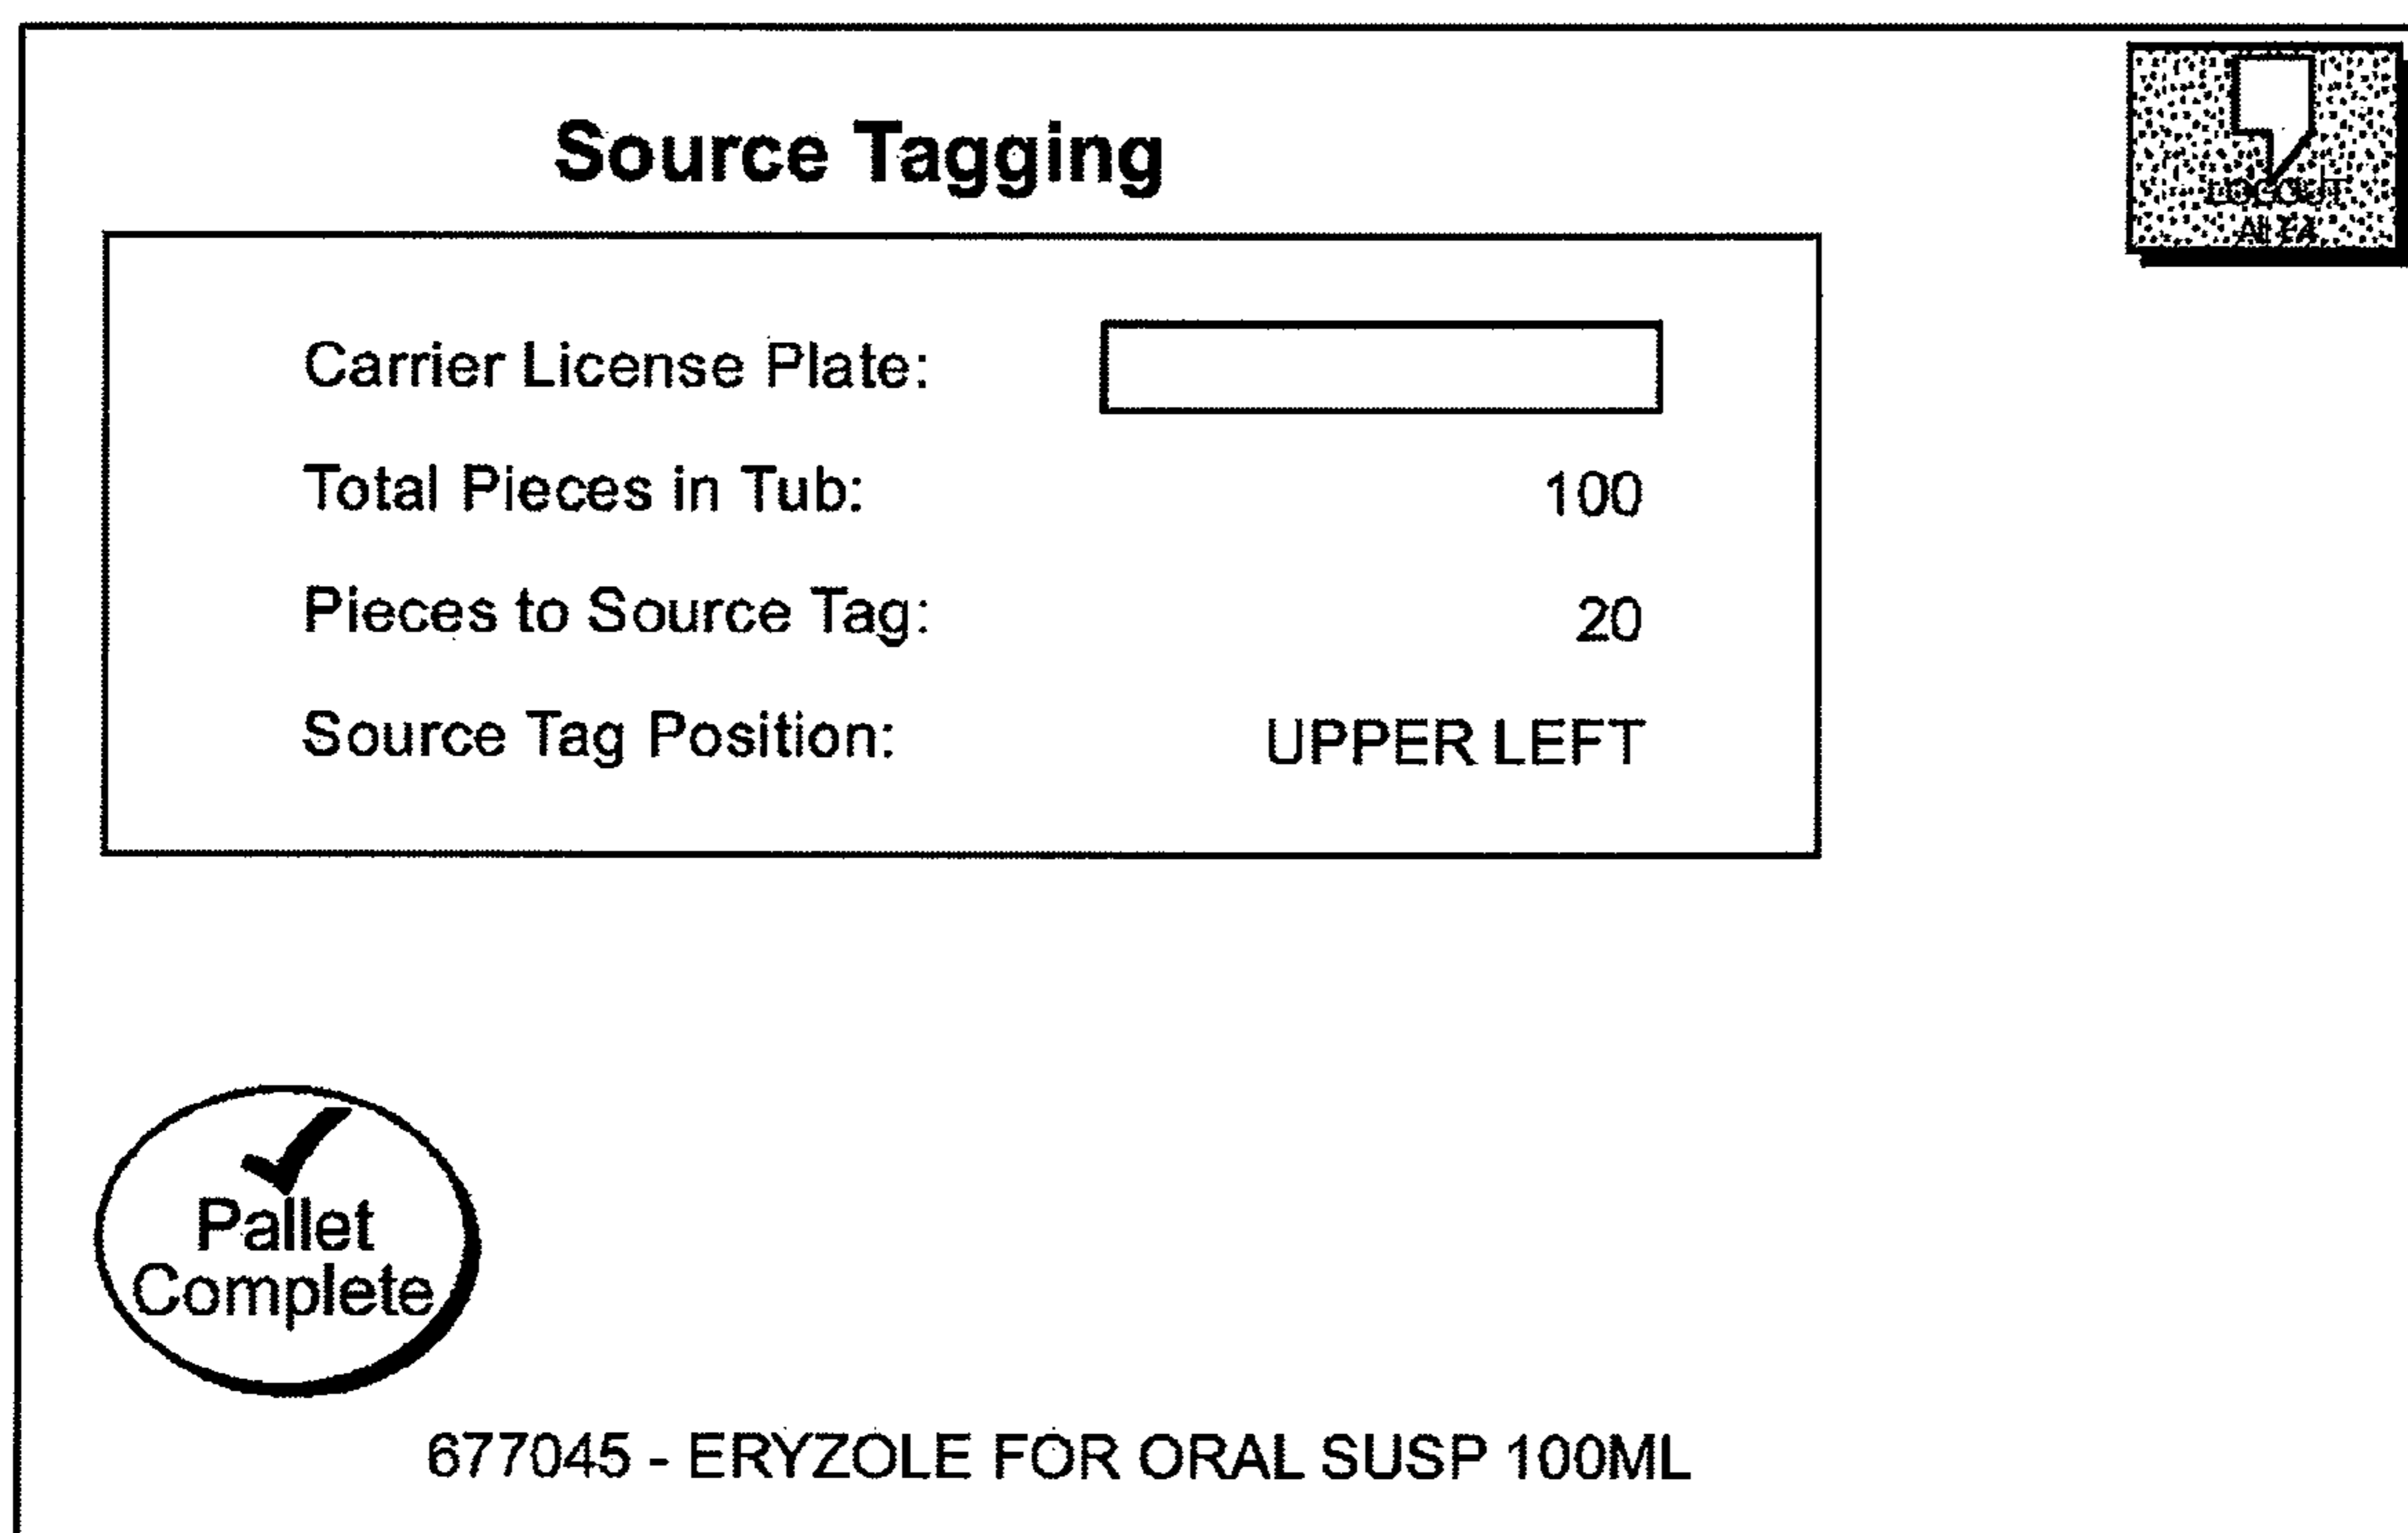 Source Tagging
LOGOUT
Carrier License Plate:
Total Pieces in Tub: 100
Pieces to Source Tag: 20
Source Tag Position: UPPER LEFT
Pallet
Complete
677045 - ERYZOLE FOR ORAL SUSP 100ML